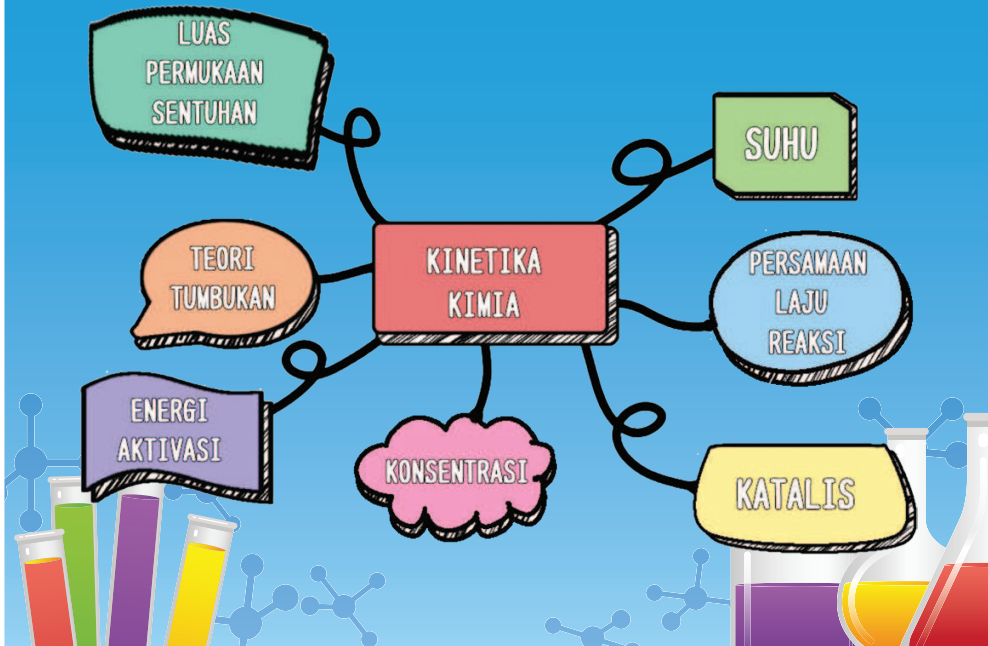 LUAS
PERMUKAAN
SENTUHAN
SUHU
TEORI
TUMBUKAN
KINETIKA
KIMIA
PERSAMAAN
LAJU
REAKSI
ENERGI
AKTIVASI
KONSENTRASI
KATALIS